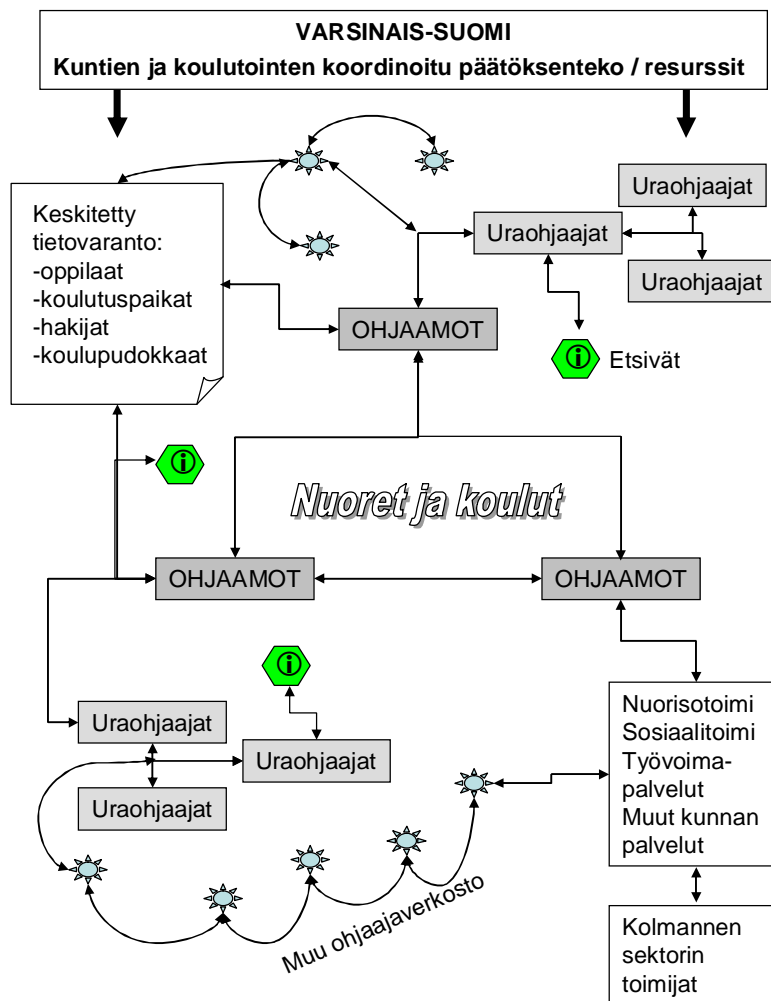 VARSINAIS-SUOMI
Kuntien ja koulutointen koordinoitu päätöksenteko / resurssit
Keskitetty
tietovaranto:
-oppilaat
-koulutuspaikat
-hakijat
-koulupudokkaat
Uraohjaajat
Uraohjaajat
Uraohjaajat
OHJAAMOT
i Etsivät
i
Nuoret ja koulut
OHJAAMOT
OHJAAMOT
i
Uraohjaajat
Uraohjaajat
Uraohjaajat
Nuorisotoimi
Sosiaalitoimi
Työvoima-
palvelut
Muut kunnan
palvelut
Muu ohjaajaverkosto
Kolmannen
sektorin
toimijat